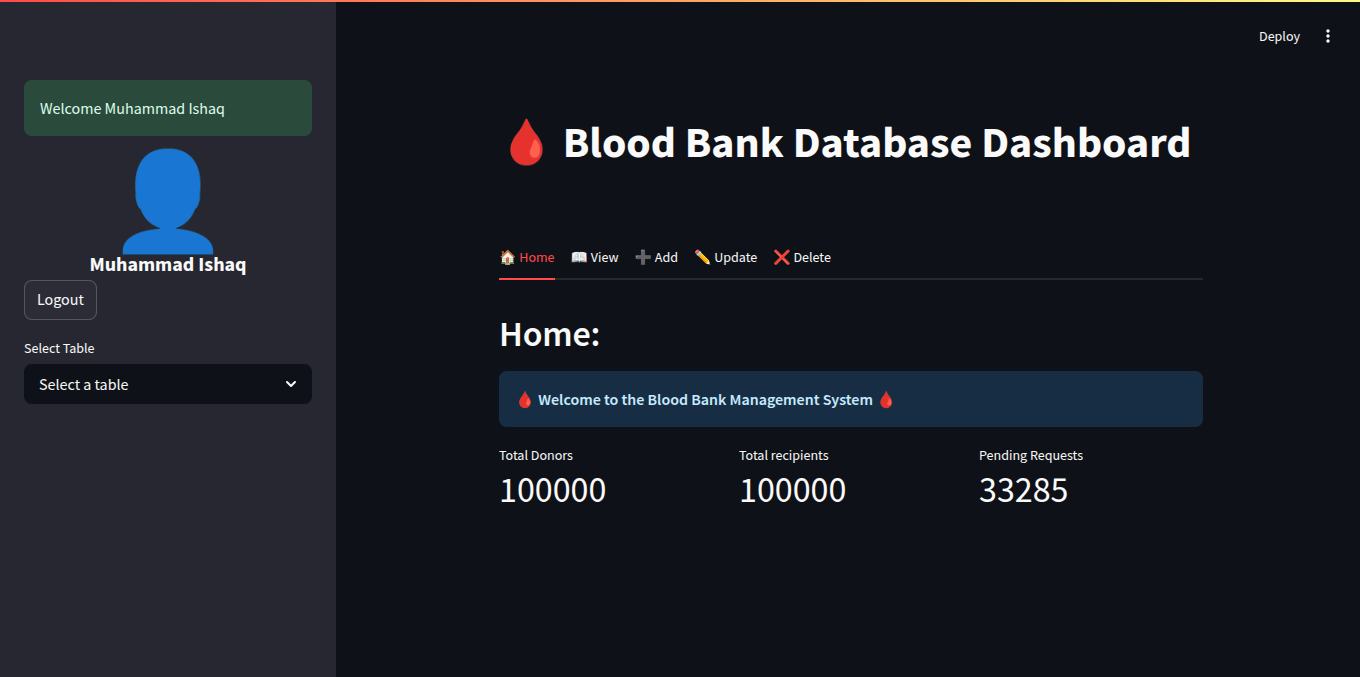 Deploy
Welcome Muhammad Ishaq
Muhammad Ishaq
Logout
Select Table
Select a table
🩸 Blood Bank Database Dashboard
🏠 Home 📖 View ➕ Add ✏️ Update ❌ Delete
Home:
🩸 Welcome to the Blood Bank Management System 🩸
Total Donors Total recipients Pending Requests
100000 100000 33285